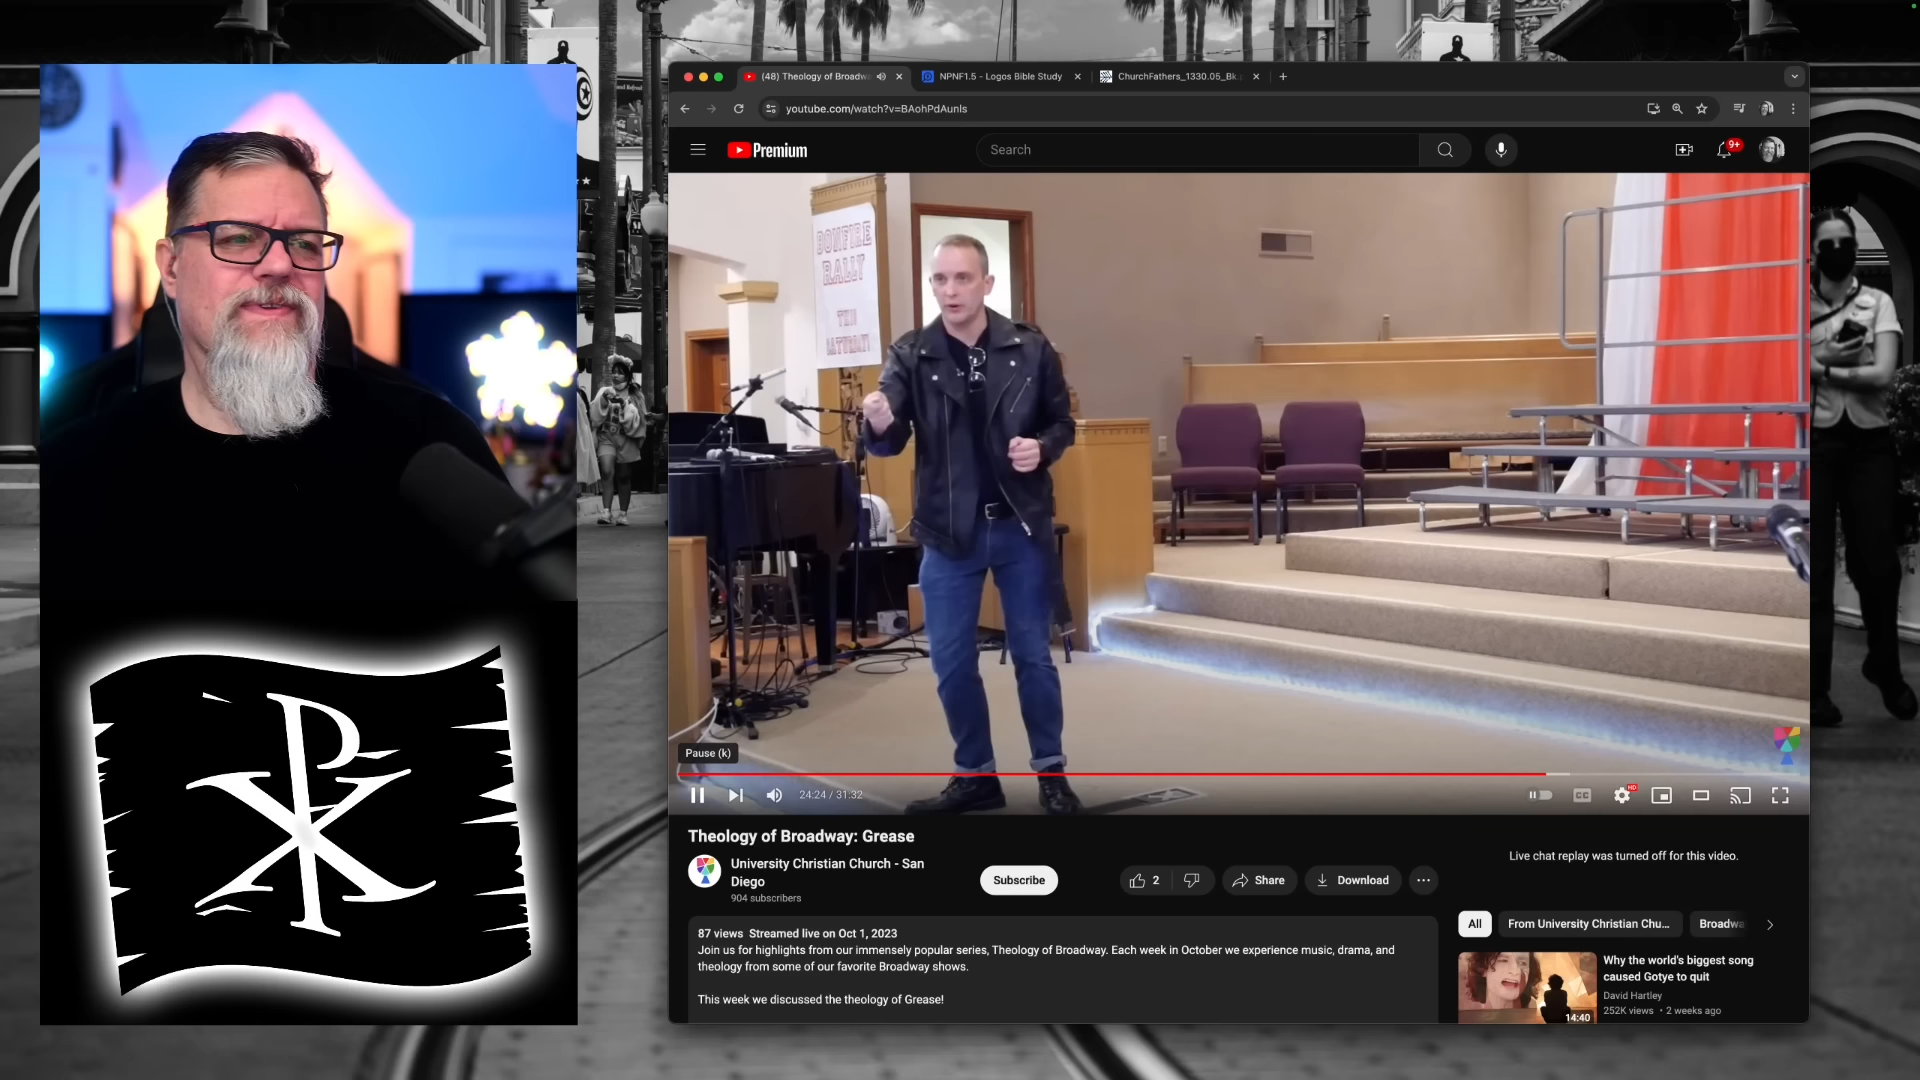 (48) Theology of Broadwa
NPNF1.5 - Logos Bible Study
ChurchFathers_1330.05_Bk.
youtube.com/watch?v=BAohPdAunls
Premium
Search
9+
BONFIRE
RALLY
THIS
SATURDAY!
Pause (k)
24:24 / 31:32
CC
HD
Theology of Broadway: Grease
University Christian Church - San
Diego
904 subscribers
Subscribe
2
Share
Download
Live chat replay was turned off for this video.
87 views Streamed live on Oct 1, 2023
Join us for highlights from our immensely popular series, Theology of Broadway. Each week in October we experience music, drama, and
theology from some of our favorite Broadway shows.
This week we discussed the theology of Grease!
All
From University Christian Chu...
Broadwa
Why the world's biggest song
caused Gotye to quit
David Hartley
252K views • 2 weeks ago
14:40